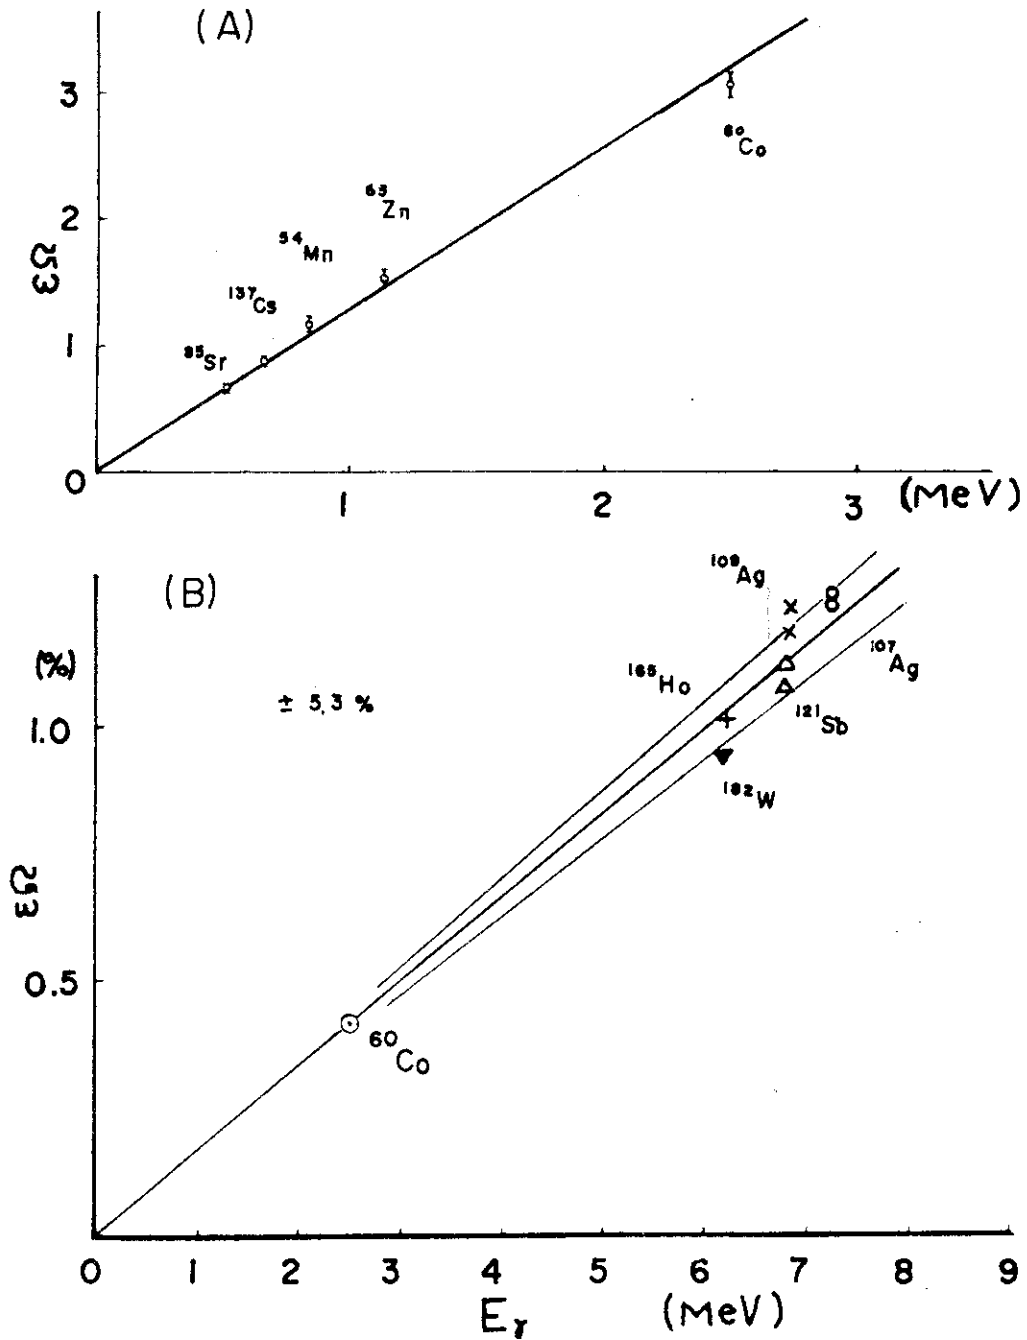 (A)
3
⁶⁰Co
⁶⁵Zn
2
⁵⁴Mn
εΩ
¹³⁷Cs
1
⁸⁵Sr
0
1
2
3
(MeV)
(B)
¹⁰⁹Ag
(%)
¹⁶⁵Ho
¹⁰⁷Ag
± 5,3 %
¹²¹Sb
1.0
¹⁸²W
εΩ
0.5
⁶⁰Co
0 1 2 3 4 5 6 7 8 9
Eγ (MeV)